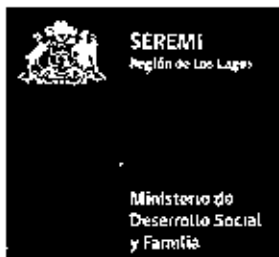 SEREMI
Región de Los Lagos
Ministerio de
Desarrollo Social
y Familia